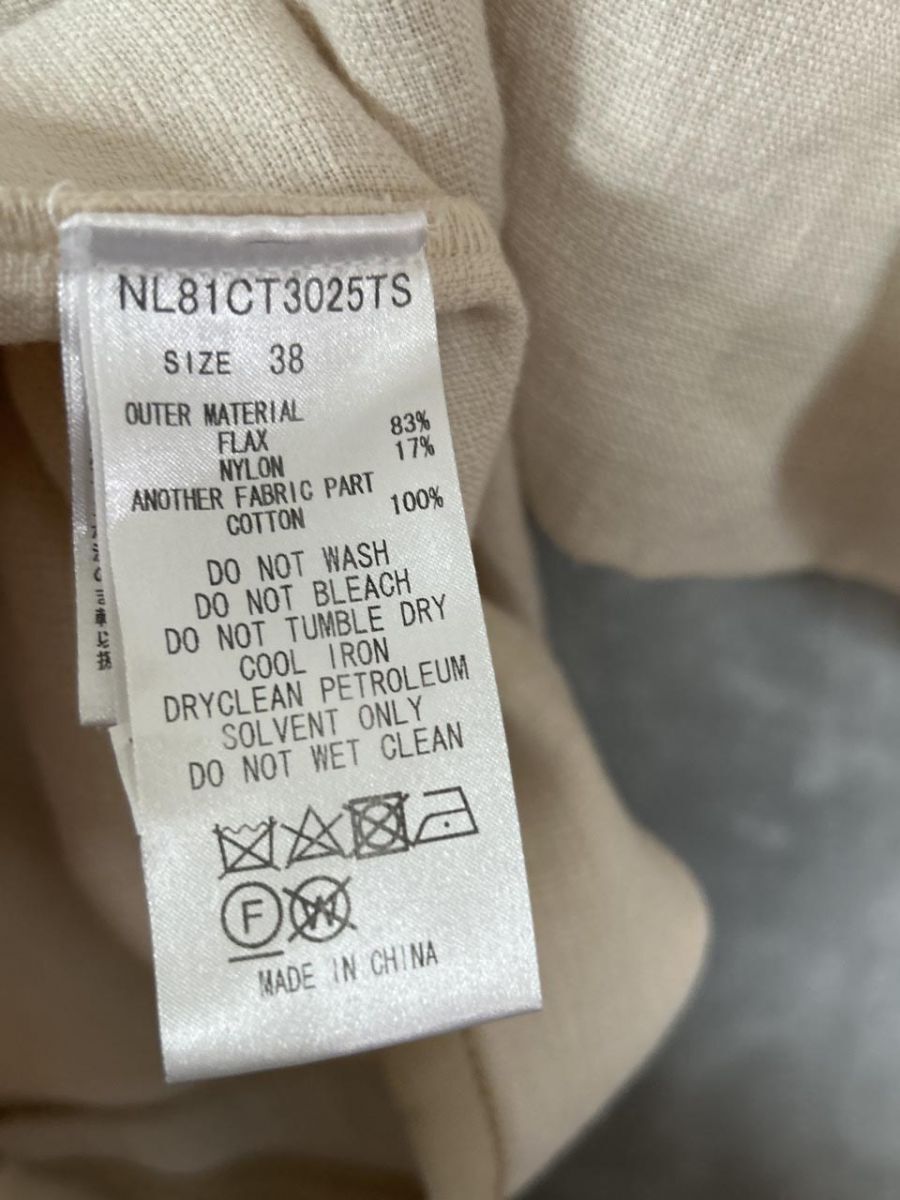 NL81CT3025TS
SIZE 38
OUTER MATERIAL
FLAX 83%
NYLON 17%
ANOTHER FABRIC PART
COTTON 100%
DO NOT WASH
DO NOT BLEACH
DO NOT TUMBLE DRY
COOL IRON
DRYCLEAN PETROLEUM
SOLVENT ONLY
DO NOT WET CLEAN
F W
MADE IN CHINA